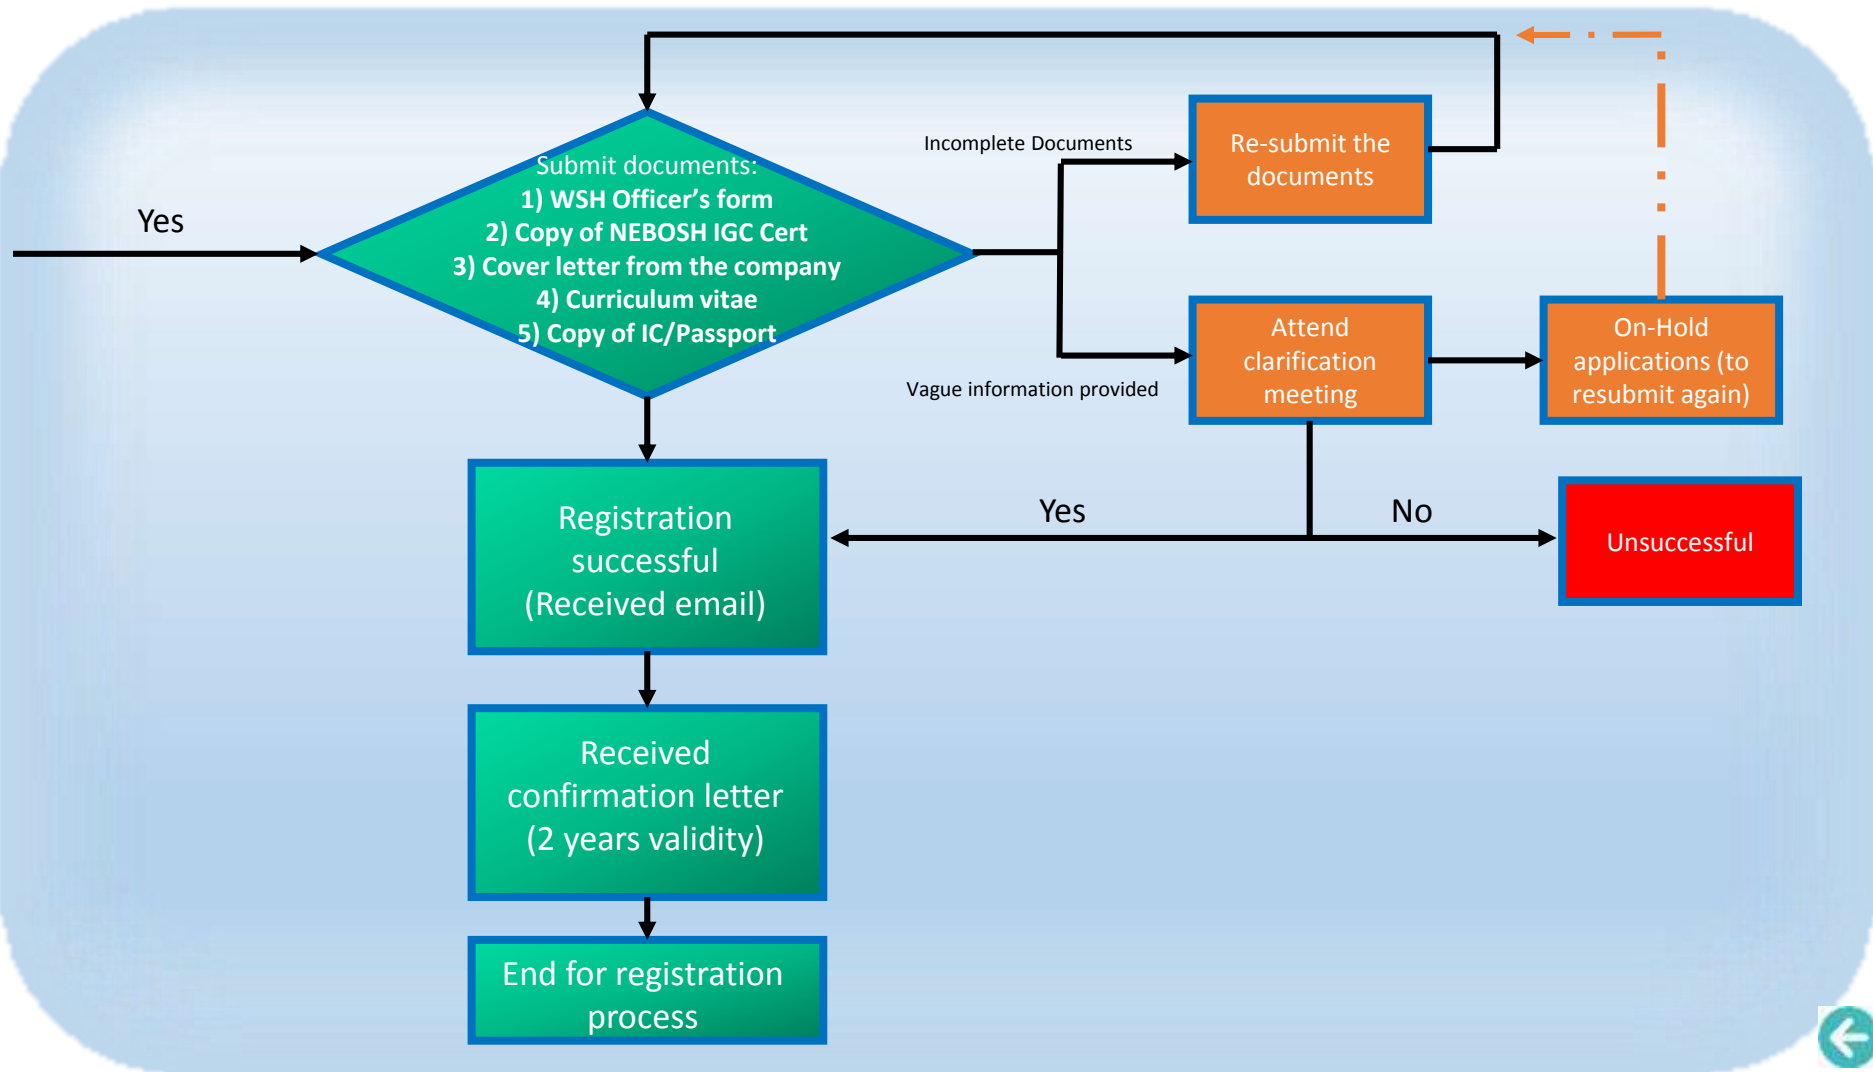 Yes
Submit documents:
1) WSH Officer's form
2) Copy of NEBOSH IGC Cert
3) Cover letter from the company
4) Curriculum vitae
5) Copy of IC/Passport
Incomplete Documents
Re-submit the
documents
Vague information provided
Attend
clarification
meeting
On-Hold
applications (to
resubmit again)
Yes
No
Unsuccessful
Registration
successful
(Received email)
Received
confirmation letter
(2 years validity)
End for registration
process